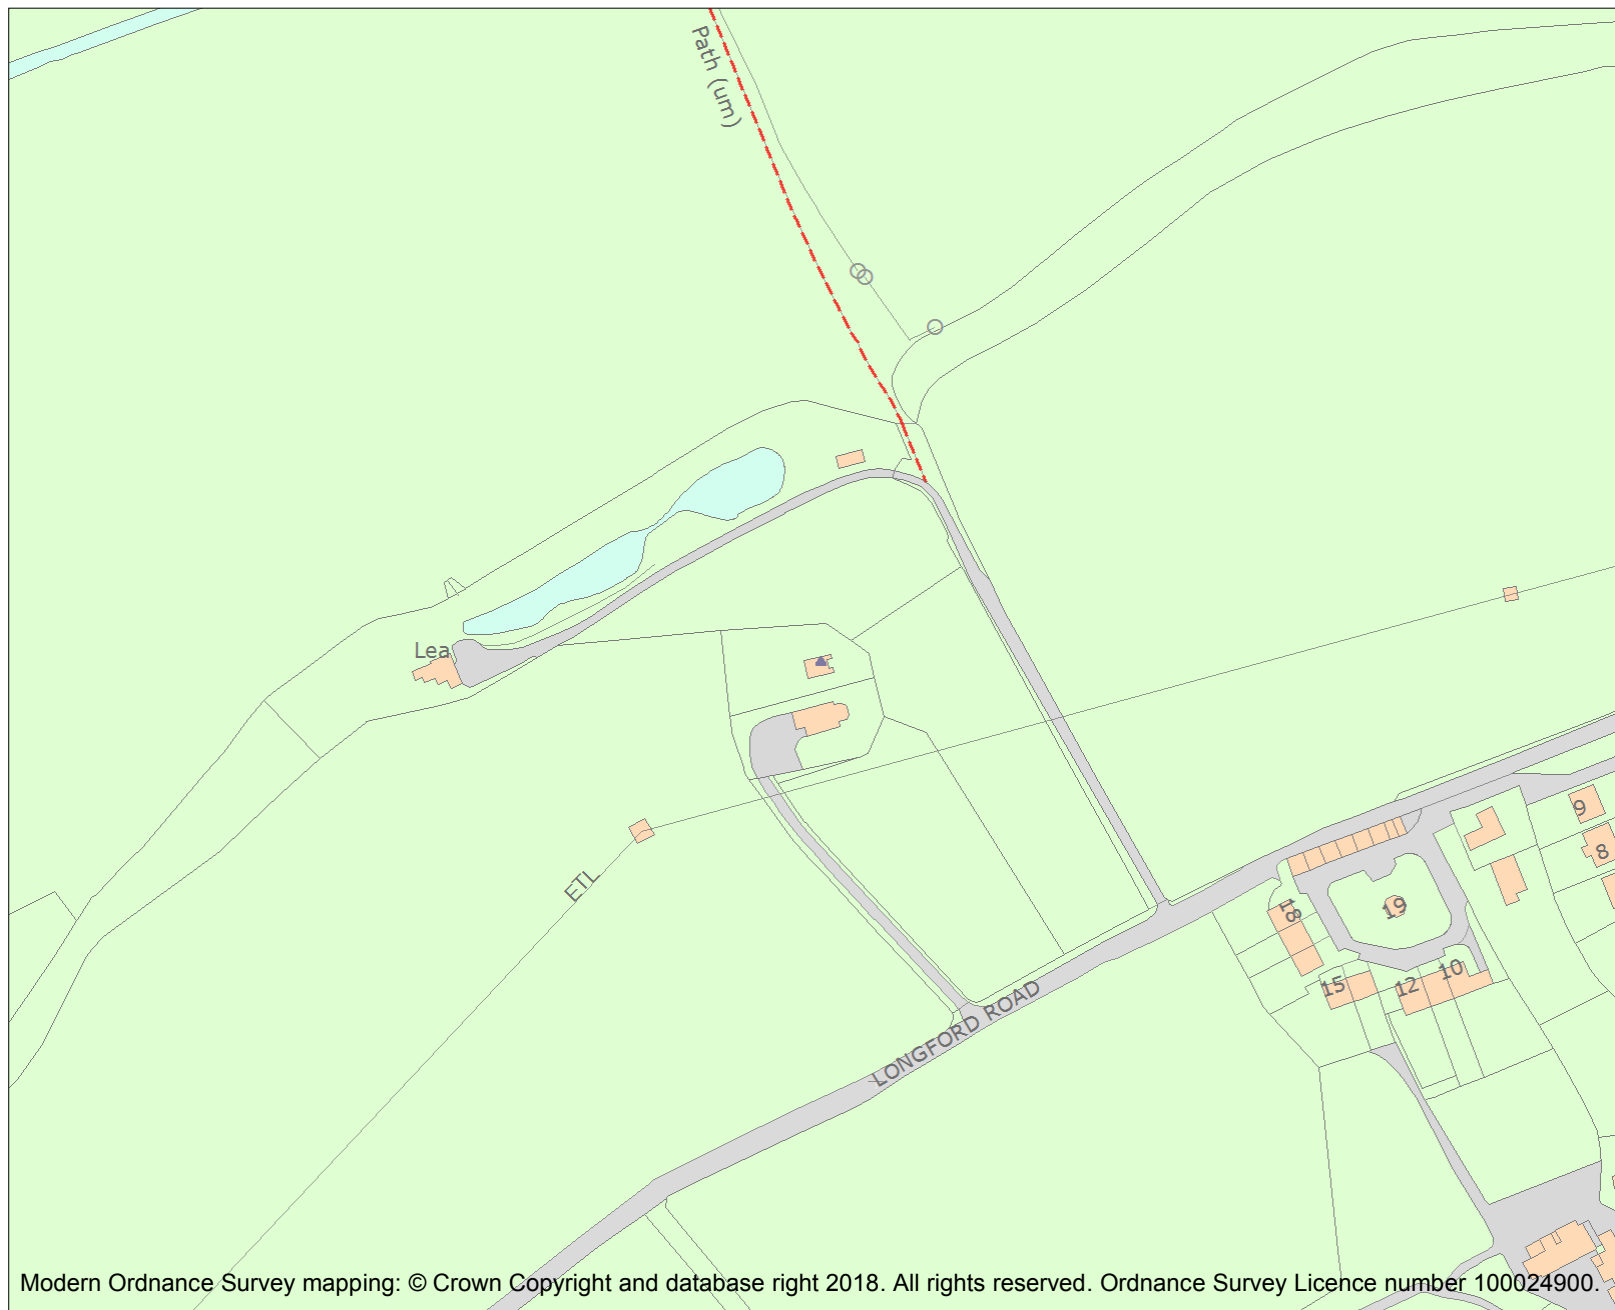 Path (um)
Lea
ETL
LONGFORD ROAD
9
8
18
19
15
12
10
Modern Ordnance Survey mapping: © Crown Copyright and database right 2018. All rights reserved. Ordnance Survey Licence number 100024900.